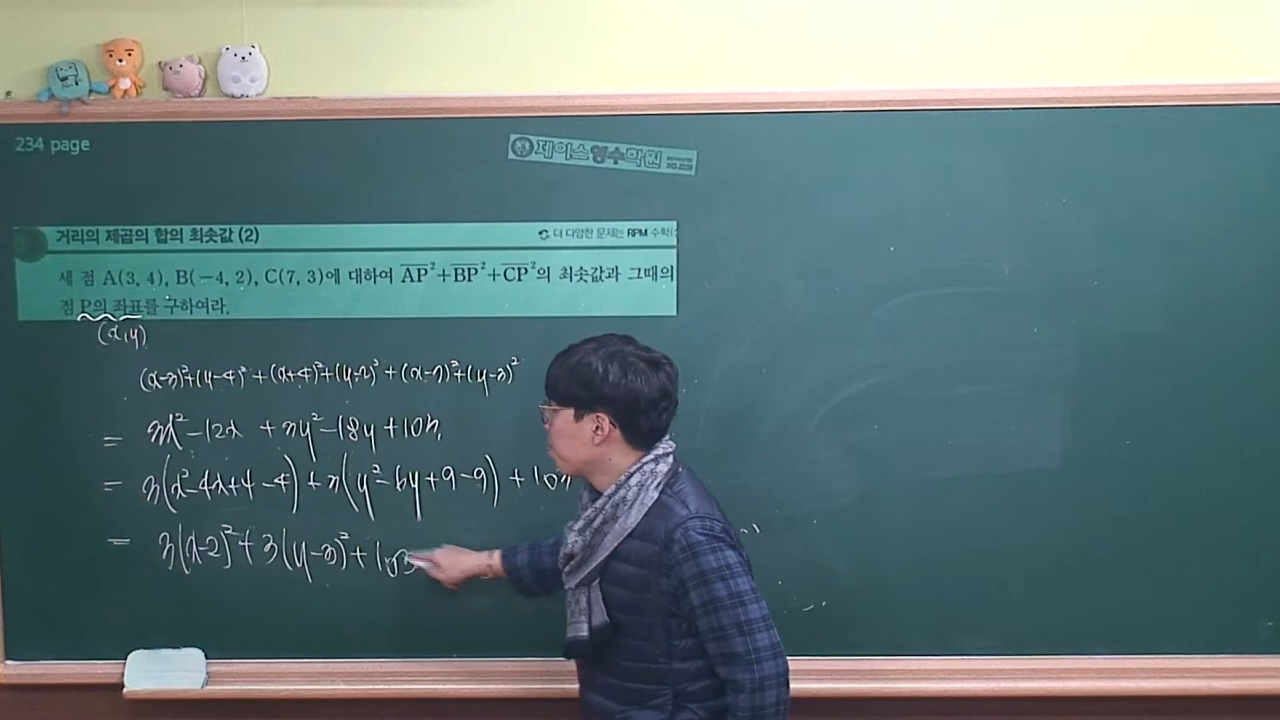 234 page
제이스영수학원
거리의 제곱의 합의 최솟값 (2)
더 다양한 문제는 RPM 수학(
세 점 A(3, 4), B(−4, 2), C(7, 3)에 대하여 AP²+BP²+CP²의 최솟값과 그때의
점 P의 좌표를 구하여라.
(x,y)
(x-3)²+(y-4)²+(x+4)²+(y-2)²+(x-7)²+(y-3)²
= 3x²-12x+3y²-18y+103
= 3(x²-4x+4-4)+3(y²-6y+9-9)+103
= 3(x-2)²+3(y-3)²+103